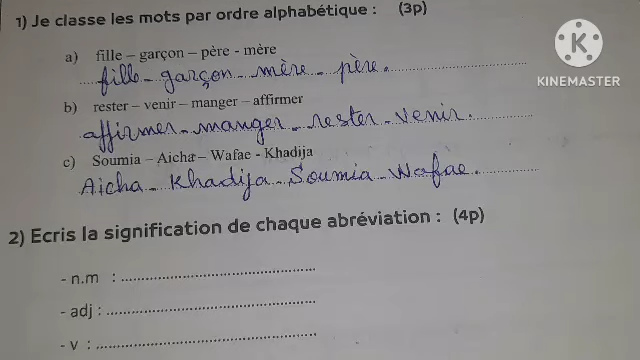 1) Je classe les mots par ordre alphabétique : (3p)
a) fille – garçon – père - mère
fille - garçon - mère - père.
b) rester – venir – manger – affirmer
affirmer - manger - rester - venir.
c) Soumia – Aicha – Wafae - Khadija
Aicha - Khadija - Soumia - Wafae.
2) Ecris la signification de chaque abréviation : (4p)
- n.m :
- adj :
- v :
KINEMASTER